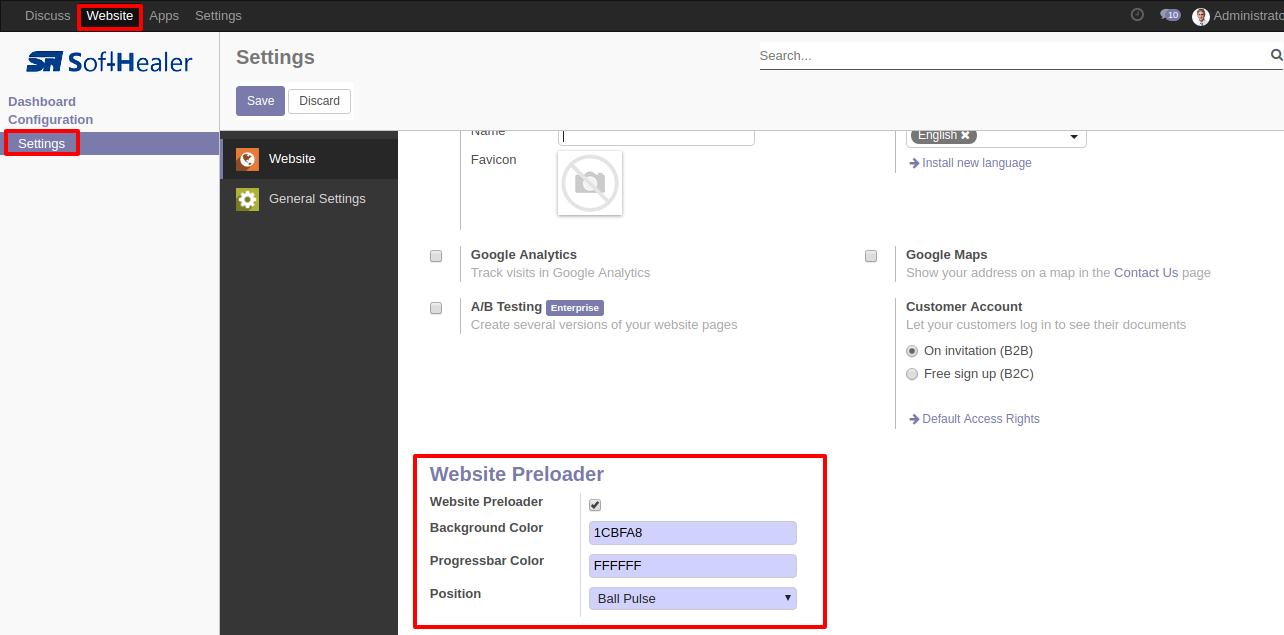 Discuss Website Apps Settings 10 Administrato
SoftHealer
Settings
Search...
Save Discard
Dashboard
Configuration
Settings
Website
General Settings
Name
English
Favicon
Install new language
Google Analytics
Track visits in Google Analytics
Google Maps
Show your address on a map in the Contact Us page
A/B Testing Enterprise
Create several versions of your website pages
Customer Account
Let your customers log in to see their documents
On invitation (B2B)
Free sign up (B2C)
Default Access Rights
Website Preloader
Website Preloader
Background Color 1CBFA8
Progressbar Color FFFFFF
Position Ball Pulse